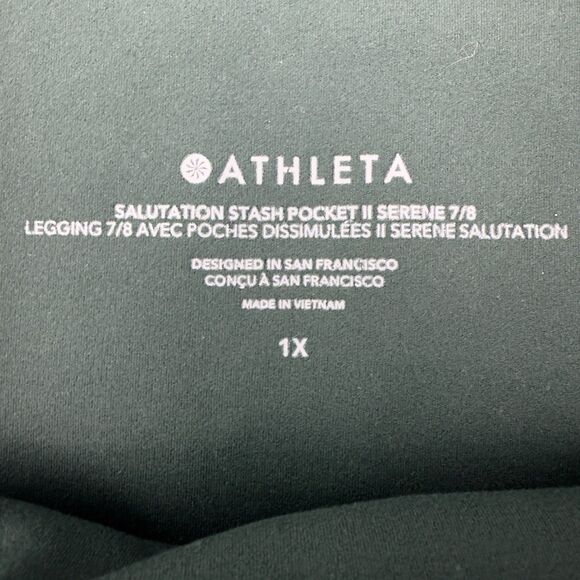 ATHLETA
SALUTATION STASH POCKET II SERENE 7/8
LEGGING 7/8 AVEC POCHES DISSIMULÉES II SERENE SALUTATION
DESIGNED IN SAN FRANCISCO
CONÇU À SAN FRANCISCO
MADE IN VIETNAM
1X